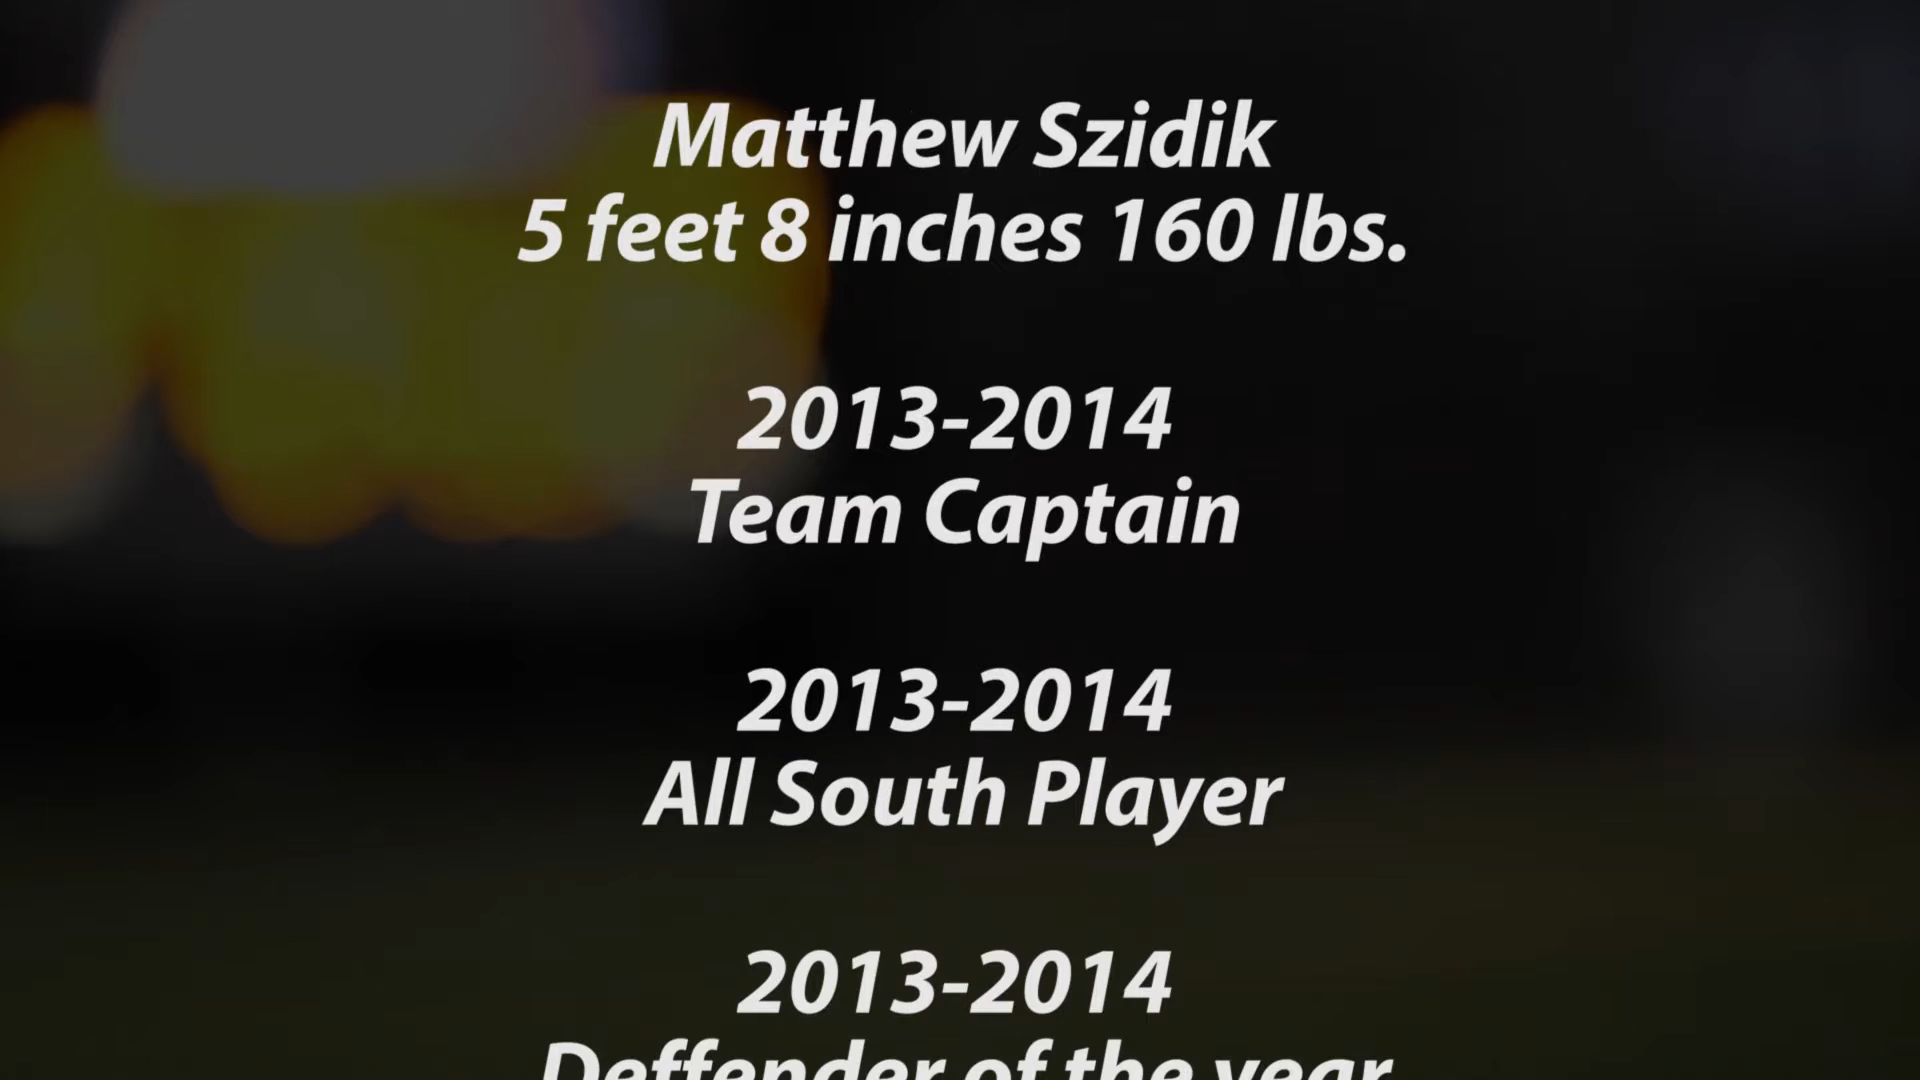 Matthew Szidik
5 feet 8 inches 160 lbs.
2013-2014
Team Captain
2013-2014
All South Player
2013-2014
Deffender of the year